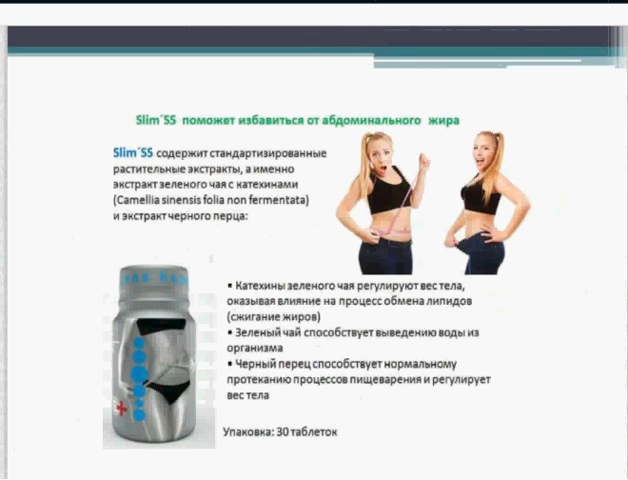 Slim´SS поможет избавиться от абдоминального жира
Slim´SS содержит стандартизированные
растительные экстракты, а именно
экстракт зеленого чая с катехинами
(Camellia sinensis folia non fermentata)
и экстракт черного перца:
• Катехины зеленого чая регулируют вес тела,
оказывая влияние на процесс обмена липидов
(сжигание жиров)
• Зеленый чай способствует выведению воды из
организма
• Черный перец способствует нормальному
протеканию процессов пищеварения и регулирует
вес тела
Упаковка: 30 таблеток